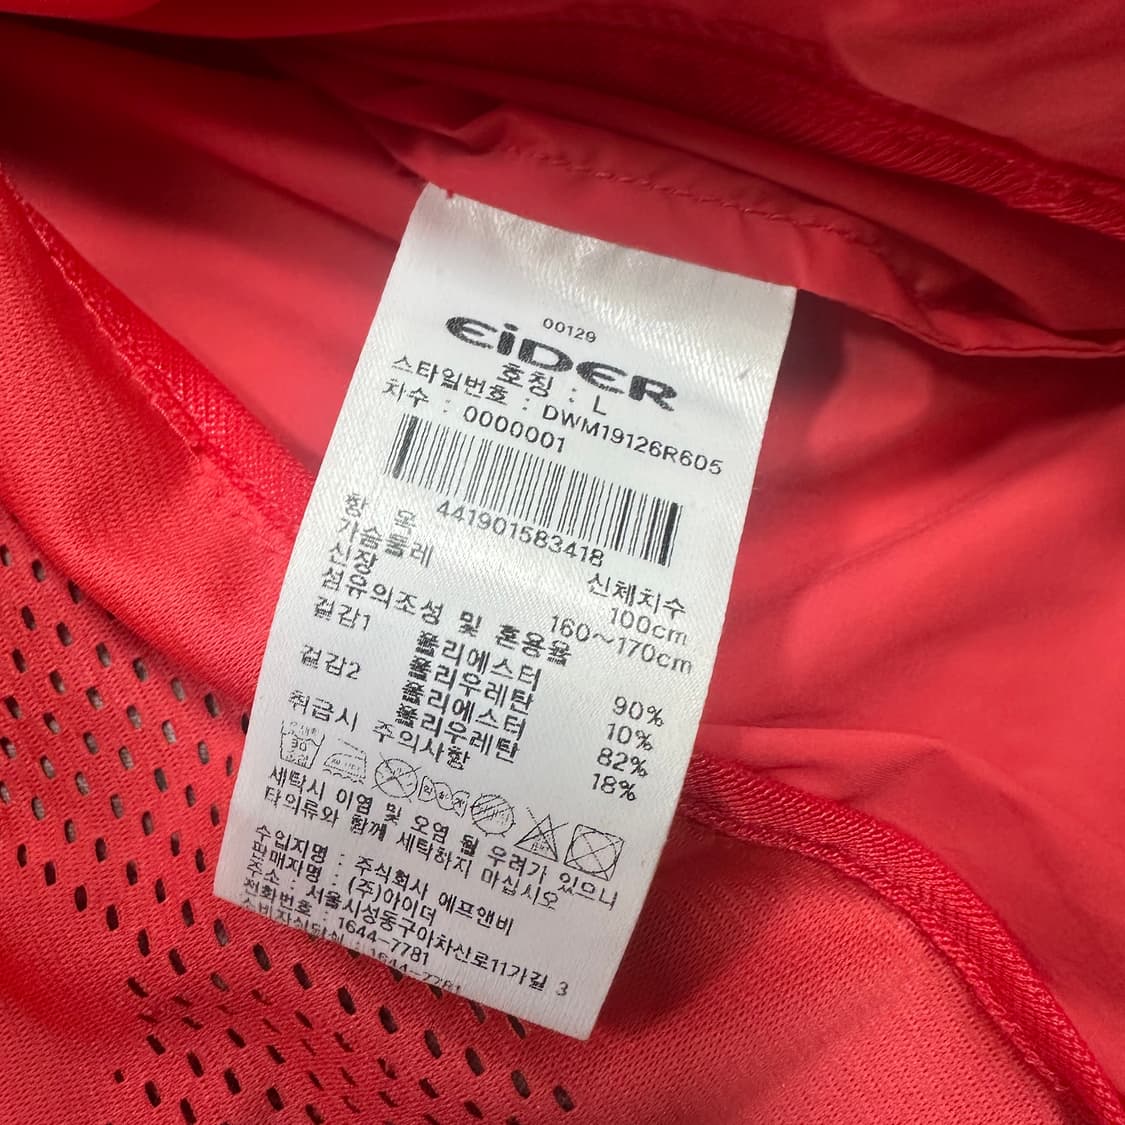 00129
EiDER
호칭 : L
스타일번호 : DWM19126R605
치수 : 0000001
441901583418
항 목 신체치수
가슴둘레 100cm
신장 160~170cm
섬유의조성 및 혼용율
겉감1 폴리에스터 90%
폴리우레탄 10%
겉감2 폴리에스터 82%
폴리우레탄 18%
취급시 주의사항
세탁시 이염 및 오염 될 우려가 있으니
타의류와 함께 세탁하지 마십시오
수입자명 : 주식회사 에프앤비
판매자명 : (주)아이더
주소 : 서울시성동구아차산로11가길 3
전화번호 : 1644-7781
1644-7781